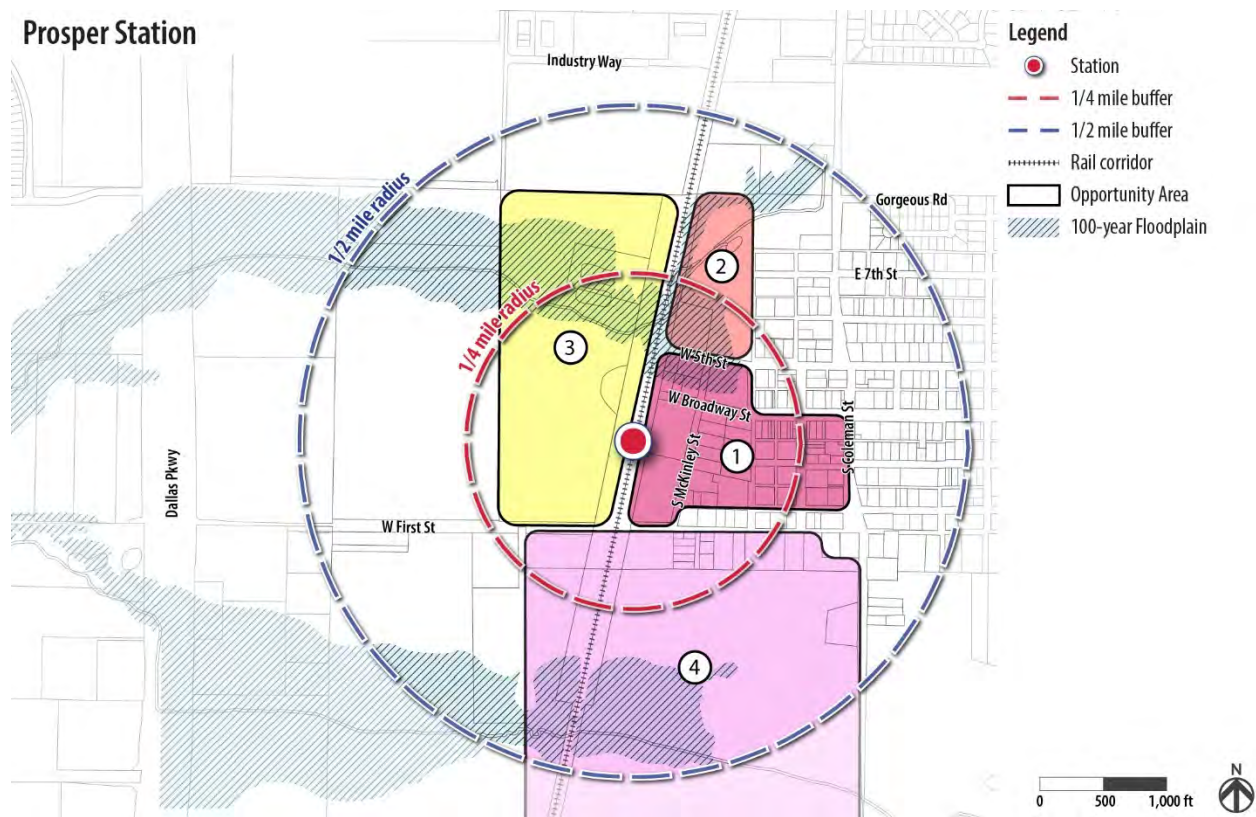 Prosper Station
Industry Way
Legend
Station
1/4 mile buffer
1/2 mile buffer
Rail corridor
Opportunity Area
100-year Floodplain
1/2 mile radius
Gorgeous Rd
E 7th St
2
1/4 mile radius
3
W 5th St
W Broadway St
S Coleman St
1
S McKinley St
Dallas Pkwy
W First St
4
N
0 500 1,000 ft